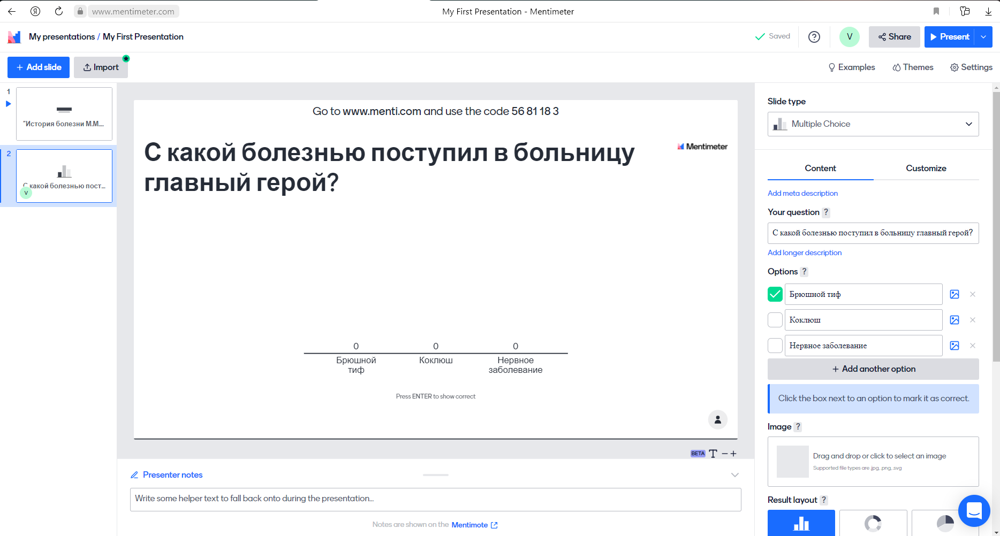 www.mentimeter.com
My First Presentation - Mentimeter
My presentations / My First Presentation
Saved
V
Share
Present
+ Add slide
Import
Examples
Themes
Settings
1
"История болезни М.М....
2
С какой болезнью пост...
V
Go to www.menti.com and use the code 56 81 18 3
С какой болезнью поступил в больницу
главный герой?
Mentimeter
0
0
0
Брюшной
тиф
Коклюш
Нервное
заболевание
Press ENTER to show correct
BETA
Presenter notes
Write some helper text to fall back onto during the presentation...
Notes are shown on the Mentimote
Slide type
Multiple Choice
Content
Customize
Add meta description
Your question ?
С какой болезнью поступил в больницу главный герой?
Add longer description
Options ?
Брюшной тиф
Коклюш
Нервное заболевание
+ Add another option
Click the box next to an option to mark it as correct.
Image ?
Drag and drop or click to select an image
Supported file types are .jpg, .png, .svg
Result layout ?